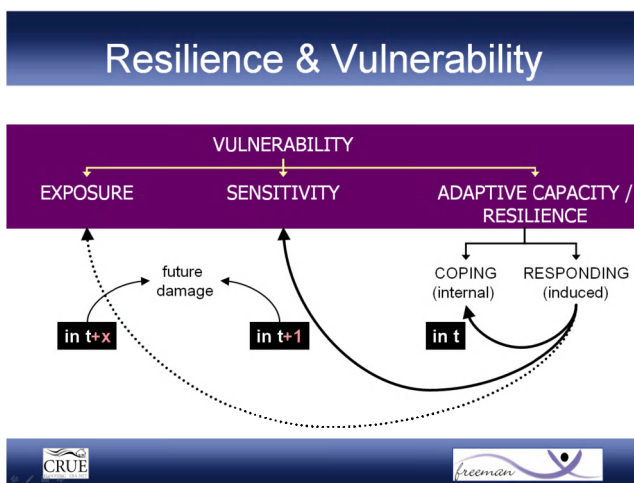 Resilience & Vulnerability
VULNERABILITY
EXPOSURE
SENSITIVITY
ADAPTIVE CAPACITY /
RESILIENCE
future
damage
COPING
(internal)
RESPONDING
(induced)
in t+x
in t+1
in t
CRUE
freeman